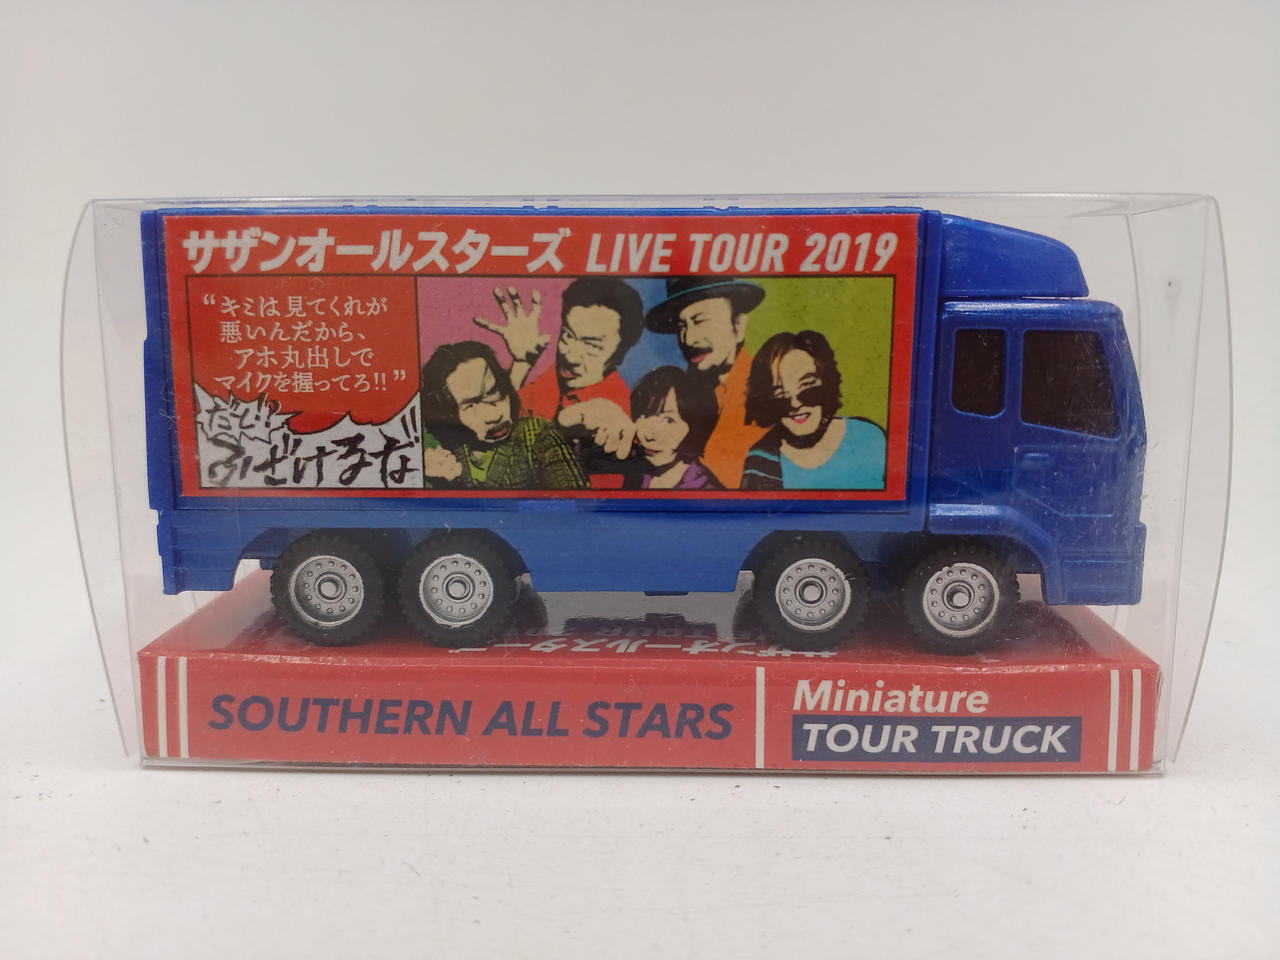 サザンオールスターズ LIVE TOUR 2019
“キミは見てくれが
悪いんだから、
アホ丸出しで
マイクを握ってろ!!”
だと!?
ふざけるな!!
SOUTHERN ALL STARS
Miniature
TOUR TRUCK